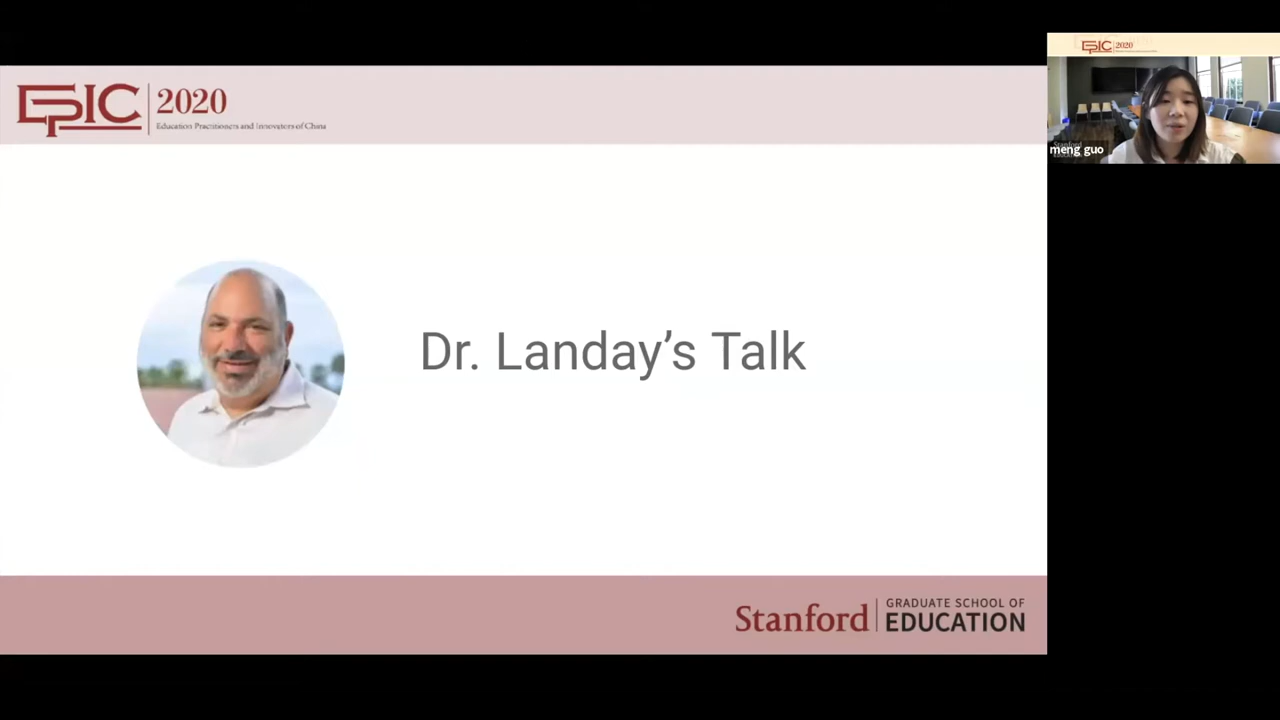 EPIC 2020
Education Practitioners and Innovators of China
Dr. Landay's Talk
Stanford GRADUATE SCHOOL OF EDUCATION
EPIC 2020
meng guo